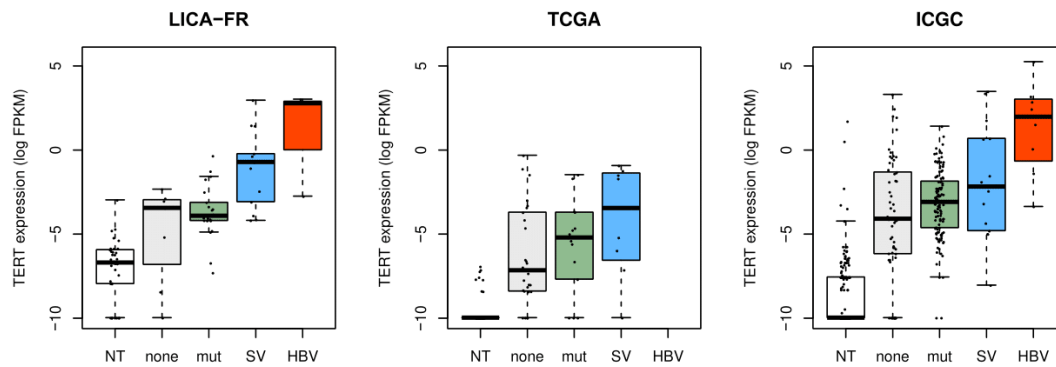 LICA−FR
TERT expression (log FPKM)
5
0
−5
−10
NT none mut SV HBV
TCGA
TERT expression (log FPKM)
5
0
−5
−10
NT none mut SV HBV
ICGC
TERT expression (log FPKM)
5
0
−5
−10
NT none mut SV HBV